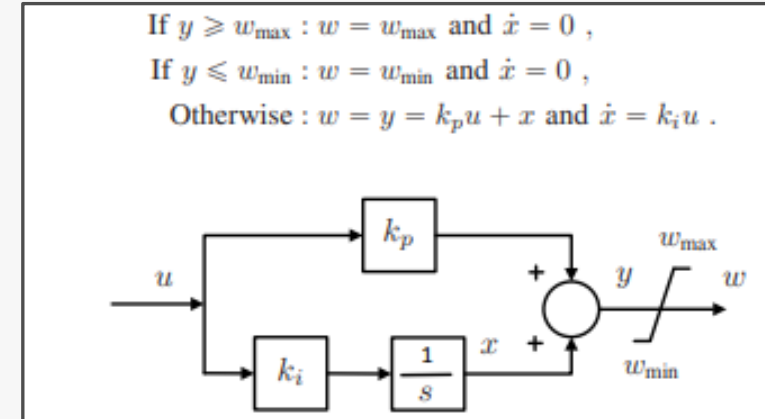 If y ⩾ w_max : w = w_max and ẋ = 0 ,
If y ⩽ w_min : w = w_min and ẋ = 0 ,
Otherwise : w = y = k_p u + x and ẋ = k_i u .
k_p
w_max
u
+
y
w
k_i
1
s
x
+
w_min